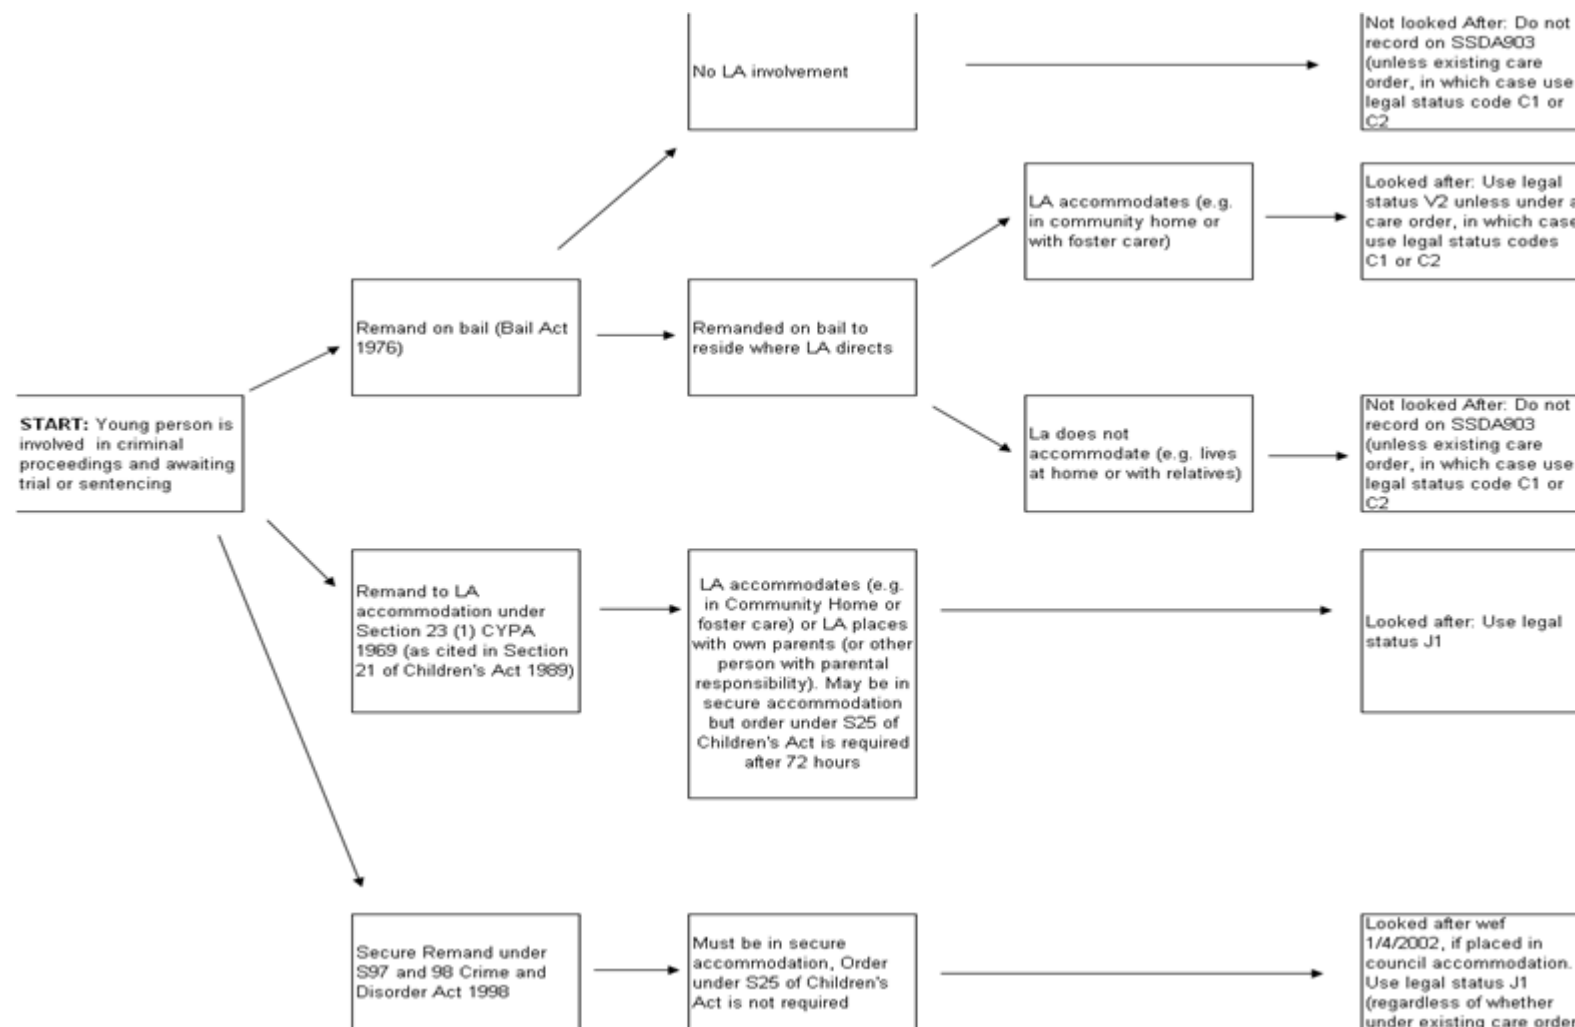 No LA involvement
Not looked After: Do not
record on SSDA903
(unless existing care
order, in which case use
legal status code C1 or
C2
LA accommodates (e.g.
in community home or
with foster carer)
Looked after: Use legal
status V2 unless under a
care order, in which case
use legal status codes
C1 or C2
Remand on bail (Bail Act
1976)
Remanded on bail to
reside where LA directs
START: Young person is
involved in criminal
proceedings and awaiting
trial or sentencing
La does not
accommodate (e.g. lives
at home or with relatives)
Not looked After: Do not
record on SSDA903
(unless existing care
order, in which case use
legal status code C1 or
C2
Remand to LA
accommodation under
Section 23 (1) CYPA
1969 (as cited in Section
21 of Children's Act 1989)
LA accommodates (e.g.
in Community Home or
foster care) or LA places
with own parents (or other
person with parental
responsibility). May be in
secure accommodation
but order under S25 of
Children's Act is required
after 72 hours
Looked after: Use legal
status J1
Secure Remand under
S97 and 98 Crime and
Disorder Act 1998
Must be in secure
accommodation, Order
under S25 of Children's
Act is not required
Looked after wef
1/4/2002, if placed in
council accommodation.
Use legal status J1
(regardless of whether
under existing care order